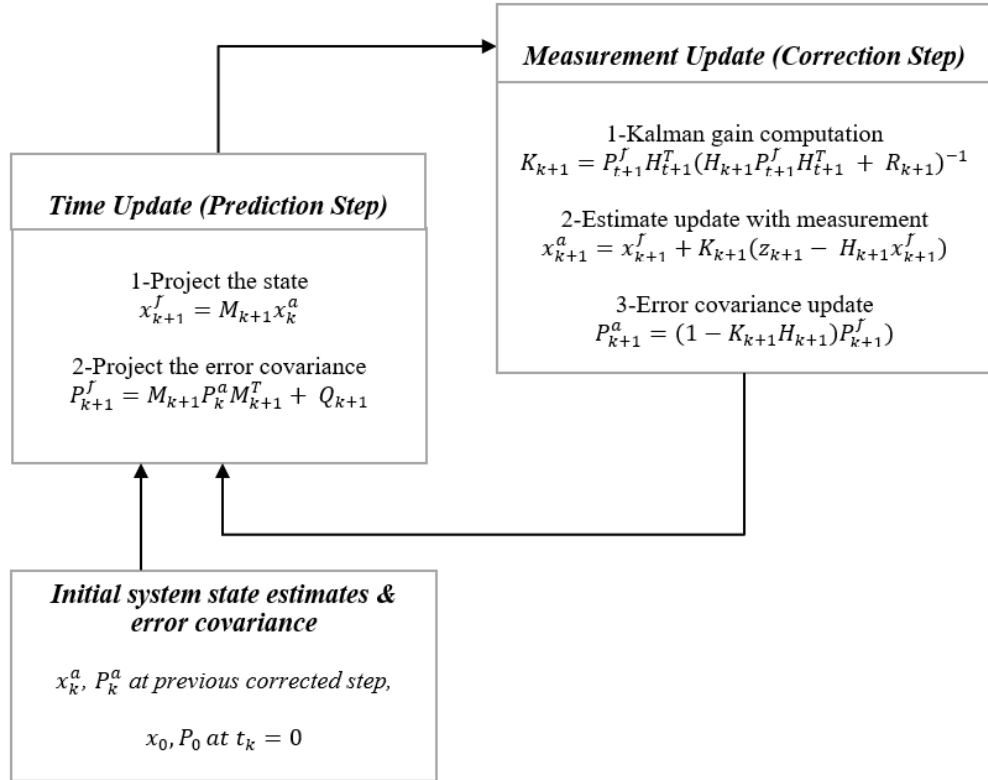 Measurement Update (Correction Step)
1-Kalman gain computation
$K_{k+1} = P^f_{t+1} H^T_{t+1} (H_{k+1} P^f_{t+1} H^T_{t+1} + R_{k+1})^{-1}$
2-Estimate update with measurement
$x^a_{k+1} = x^f_{k+1} + K_{k+1} (z_{k+1} - H_{k+1} x^f_{k+1})$
3-Error covariance update
$P^a_{k+1} = (1 - K_{k+1} H_{k+1}) P^f_{k+1})$
Time Update (Prediction Step)
1-Project the state
$x^f_{k+1} = M_{k+1} x^a_k$
2-Project the error covariance
$P^f_{k+1} = M_{k+1} P^a_k M^T_{k+1} + Q_{k+1}$
Initial system state estimates &
error covariance
$x^a_k$, $P^a_k$ at previous corrected step,
$x_0, P_0$ at $t_k = 0$